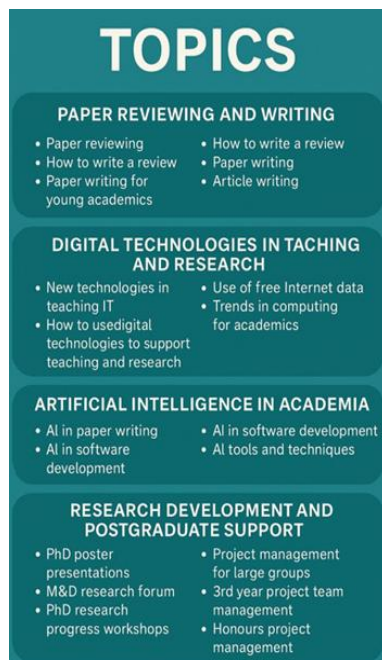 TOPICS
PAPER REVIEWING AND WRITING
• Paper reviewing
• How to write a review
• Paper writing for
young academics
• How to write a review
• Paper writing
• Article writing
DIGITAL TECHNOLOGIES IN TACHING
AND RESEARCH
• New technologies in
teaching IT
• How to usedigital
technologies to support
teaching and research
• Use of free Internet data
• Trends in computing
for academics
ARTIFICIAL INTELLIGENCE IN ACADEMIA
• AI in paper writing
• AI in software
development
• AI in software development
• AI tools and techniques
RESEARCH DEVELOPMENT AND
POSTGRADUATE SUPPORT
• PhD poster
presentations
• M&D research forum
• PhD research
progress workshops
• Project management
for large groups
• 3rd year project team
management
• Honours project
management